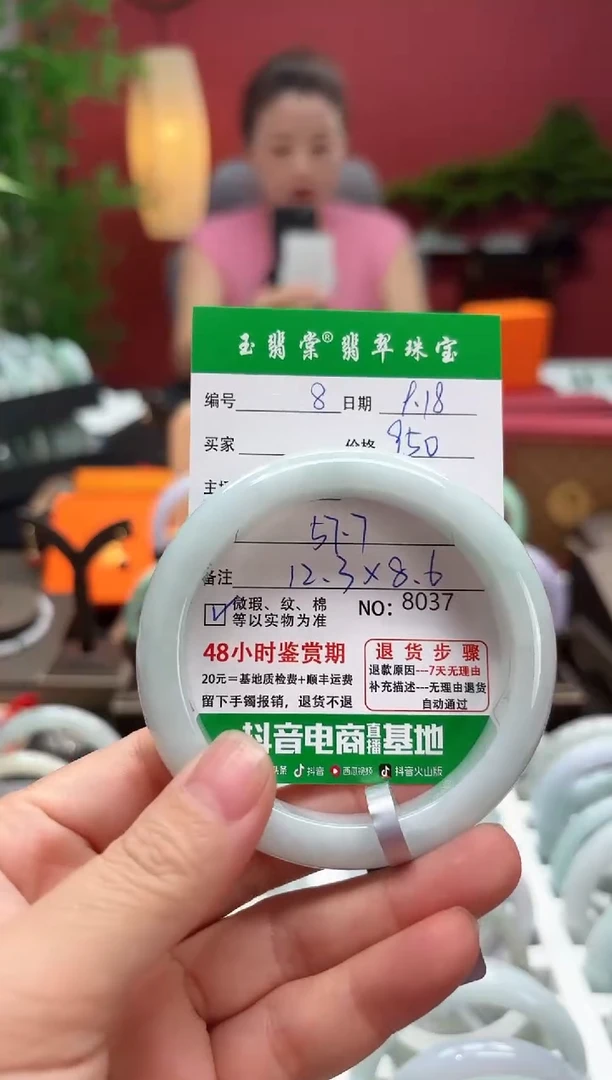 玉翡棠®翡翠珠宝
编号 8 日期 9.18
买家 价格 950
主
57.7
备注 12.3×8.6
微瑕、纹、棉
等以实物为准
NO: 8037
48小时鉴赏期
20元=基地质检费+顺丰运费
留下手镯报销，退货不退
退货步骤
退款原因---7天无理由
补充描述---无理由退货
自动通过
抖音电商直播基地
头条 抖音 西瓜视频 抖音火山版